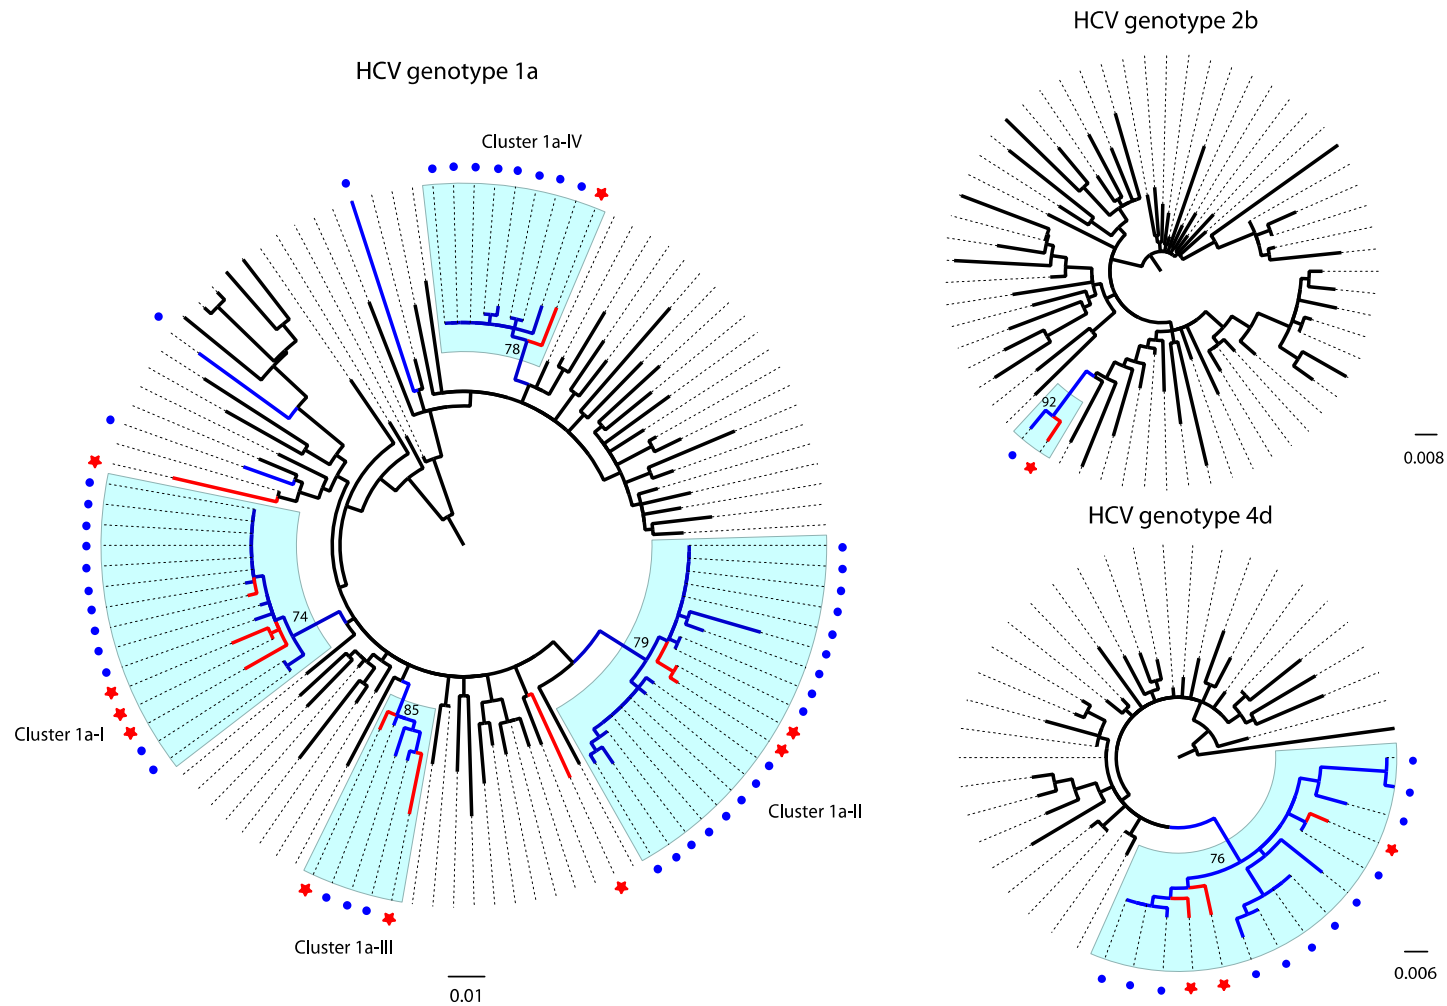 HCV genotype 2b
HCV genotype 1a
Cluster 1a-IV
78
92
0.008
HCV genotype 4d
74
79
85
Cluster 1a-I
Cluster 1a-II
76
Cluster 1a-III
0.01
0.006